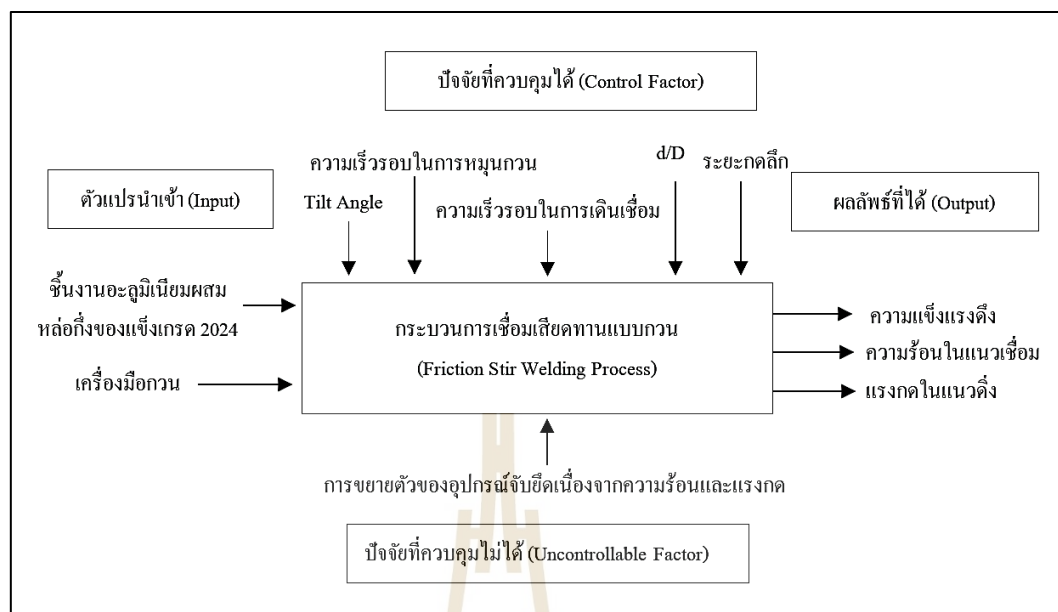 ปัจจัยที่ควบคุมได้ (Control Factor)
d/D
ระยะกดลึก
ความเร็วรอบในการหมุนกวน
ตัวแปรนำเข้า (Input)
Tilt Angle
ความเร็วรอบในการเดินเชื่อม
ผลลัพธ์ที่ได้ (Output)
ชิ้นงานอะลูมิเนียมผสม
หล่อกึ่งของแข็งเกรด 2024
เครื่องมือกวน
กระบวนการเชื่อมเสียดทานแบบกวน
(Friction Stir Welding Process)
ความแข็งแรงดึง
ความร้อนในแนวเชื่อม
แรงกดในแนวดิ่ง
การขยายตัวของอุปกรณ์จับยึดเนื่องจากความร้อนและแรงกด
ปัจจัยที่ควบคุมไม่ได้ (Uncontrollable Factor)